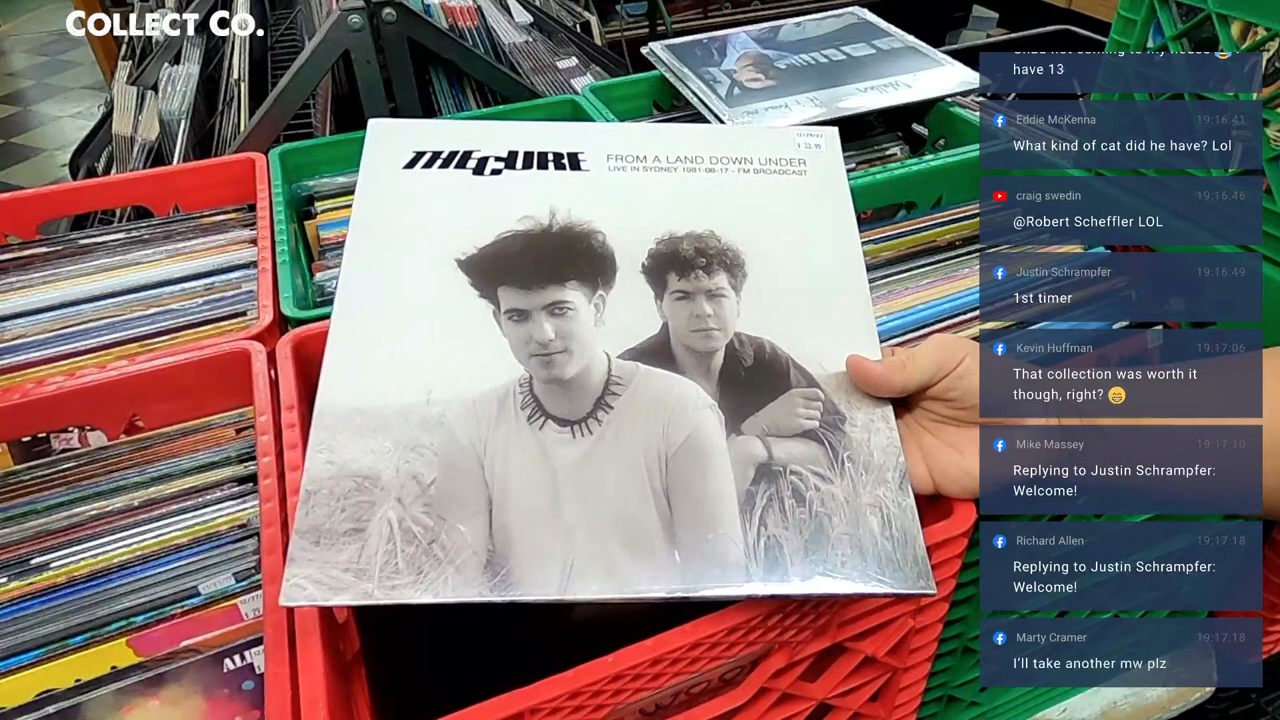 COLLECT CO.
THE CURE
FROM A LAND DOWN UNDER
LIVE IN SYDNEY 1981-08-17 - FM BROADCAST
have 13
Eddie McKenna 19:16:41
What kind of cat did he have? Lol
craig swedin 19:16:46
@Robert Scheffler LOL
Justin Schrampfer 19:16:49
1st timer
Kevin Huffman 19:17:06
That collection was worth it
though, right? 😁
Mike Massey 19:17:10
Replying to Justin Schrampfer:
Welcome!
Richard Allen 19:17:18
Replying to Justin Schrampfer:
Welcome!
Marty Cramer 19:17:18
I'll take another mw plz
ALI